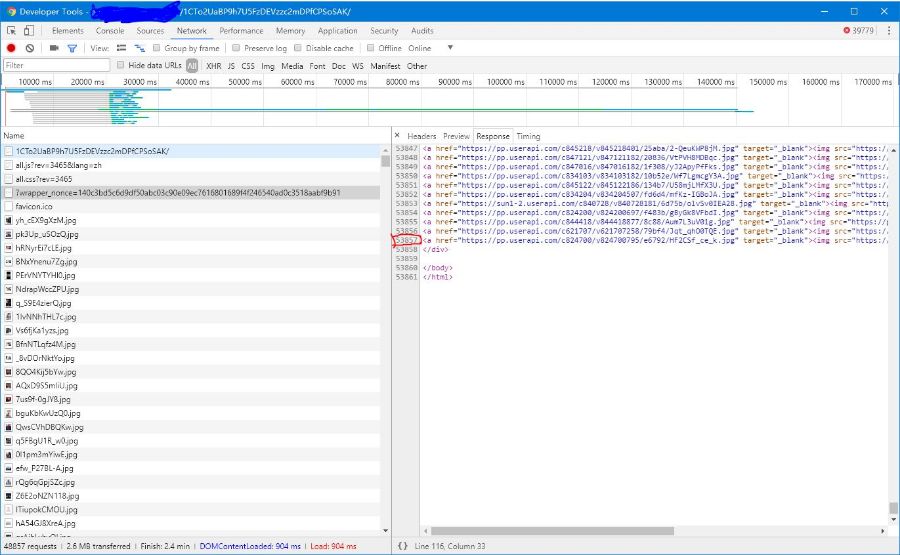 Developer Tools - /1CTo2UaBP9h7U5FzDEVzzc2mDPfCPSoSAK/
Elements Console Sources Network Performance Memory Application Security Audits 39779
View: Group by frame Preserve log Disable cache Offline Online
Filter Hide data URLs All XHR JS CSS Img Media Font Doc WS Manifest Other
10000 ms 20000 ms 30000 ms 40000 ms 50000 ms 60000 ms 70000 ms 80000 ms 90000 ms 100000 ms 110000 ms 120000 ms 130000 ms 140000 ms 150000 ms 160000 ms 170000 ms
Name
1CTo2UaBP9h7U5FzDEVzzc2mDPfCPSoSAK/
all.js?rev=3465&lang=zh
all.css?rev=3465
?wrapper_nonce=140c3bd5c6d9df50abc03c90e09ec7616801689f4f246540ad0c3518aabf9b91
favicon.ico
yh_cEX9gXzM.jpg
pk3Up_uSOzQ.jpg
hRNyrEi7cLE.jpg
BNxYnenu7Zg.jpg
PErVNYTYHI0.jpg
NdrapWccZPU.jpg
q_S9E4zierQ.jpg
1IvNNhTHL7c.jpg
Vs6fjKa1yzs.jpg
BfnNTLqfz4M.jpg
_8vDOrNktYo.jpg
8QO4Kij5bYw.jpg
AQxD9S5mIiU.jpg
7us9f-0gJY8.jpg
bguKbKwUzQ0.jpg
QwsCVhDBQKw.jpg
q5FBgU1R_w0.jpg
0I1pm3mYiwE.jpg
efw_P27BL-A.jpg
rQg6qGpjSZc.jpg
Z6E2oNZN118.jpg
ITiupokCMOU.jpg
hA54GJ8XreA.jpg
48857 requests | 2.6 MB transferred | Finish: 2.4 min | DOMContentLoaded: 904 ms | Load: 904 ms
× Headers Preview Response Timing
53847 <a href="https://pp.userapi.com/c845218/v845218401/25aba/2-QeuKWPBjM.jpg" target="_blank"><img src="https:/
53848 <a href="https://pp.userapi.com/c847121/v847121182/20836/VtPVH8MDBqc.jpg" target="_blank"><img src="https:/
53849 <a href="https://pp.userapi.com/c847016/v847016182/1f308/yJ2ApyPfFks.jpg" target="_blank"><img src="https:/
53850 <a href="https://pp.userapi.com/c834103/v834103182/10b52e/Wf7LgmcgY3A.jpg" target="_blank"><img src="https:
53851 <a href="https://pp.userapi.com/c845122/v845122186/134b7/U58mjLMfX3U.jpg" target="_blank"><img src="https:/
53852 <a href="https://pp.userapi.com/c834204/v834204507/fd6d4/mfKz-IGBoJA.jpg" target="_blank"><img src="https:/
53853 <a href="https://sun1-2.userapi.com/c840728/v840728181/6d75b/olvSv0IEA28.jpg" target="_blank"><img src="htt
53854 <a href="https://pp.userapi.com/c824200/v824200697/f483b/g8yGW8VFbdI.jpg" target="_blank"><img src="https:/
53855 <a href="https://pp.userapi.com/c844418/v844418877/8c88/Aum7L3uV01g.jpg" target="_blank"><img src="https://
53856 <a href="https://pp.userapi.com/c621707/v621707258/79bf4/Jqt_qhO0TQE.jpg" target="_blank"><img src="https:/
53857 <a href="https://pp.userapi.com/c824700/v824700795/e6792/HF2CSf_ce_k.jpg" target="_blank"><img src="https:/
53858 </div>
53859
53860 </body>
53861 </html>
{} Line 116, Column 33